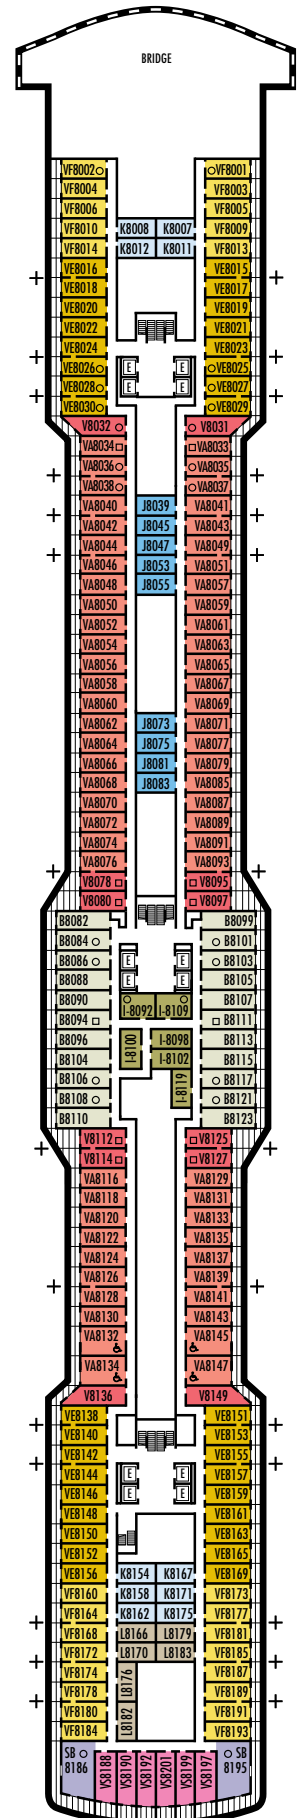 BRIDGE
VF8002 VF8001
VF8004 VF8003
VF8006 VF8005
VF8010 K8008 K8007 VF8009
VF8014 K8012 K8011 VF8013
VE8016 VE8015
VE8018 VE8017
VE8020 VE8019
VE8022 VE8021
VE8024 VE8023
VE8026 E E VE8025
VE8028 E E VE8027
VE8030 VE8029
V8032 V8031
VA8034 VA8033
VA8036 VA8035
VA8038 VA8037
VA8040 J8039 VA8041
VA8042 J8045 VA8043
VA8044 J8047 VA8049
VA8046 J8053 VA8051
VA8048 J8055 VA8057
VA8050 VA8059
VA8052 VA8061
VA8054 VA8063
VA8056 VA8065
VA8058 VA8067
VA8060 VA8069
VA8062 J8073 VA8071
VA8064 J8075 VA8077
VA8066 J8081 VA8079
VA8068 J8083 VA8085
VA8070 VA8087
VA8072 VA8089
VA8074 VA8091
VA8076 VA8093
V8078 V8095
V8080 V8097
B8082 B8099
B8084 B8101
B8086 E E B8103
B8088 E E B8105
B8090 I-8092 I-8109 B8107
B8094 B8111
B8096 I-8100 I-8098 B8113
B8104 I-8102 B8115
B8106 I-8119 B8117
B8108 B8121
B8110 B8123
V8112 V8125
V8114 V8127
VA8116 VA8129
VA8118 VA8131
VA8120 VA8133
VA8122 VA8135
VA8124 VA8137
VA8126 VA8139
VA8128 VA8141
VA8130 VA8143
VA8132 VA8145
VA8134 VA8147
V8136 V8149
VE8138 VE8151
VE8140 VE8153
VE8142 VE8155
VE8144 E E VE8157
VE8146 E E VE8159
VE8148 VE8161
VE8150 VE8163
VE8152 VE8165
VE8156 K8154 K8167 VE8169
VF8160 K8158 K8171 VF8173
VF8164 K8162 K8175 VF8177
VF8168 L8166 L8179 VF8181
VF8172 L8170 L8183 VF8185
VF8174 L8176 VF8187
VF8178 VF8189
VF8180 L8182 VF8191
VF8184 VF8193
SB SB
8186 8195
VS8188 VS8190 VS8192 VS8201 VS8199 VS8197